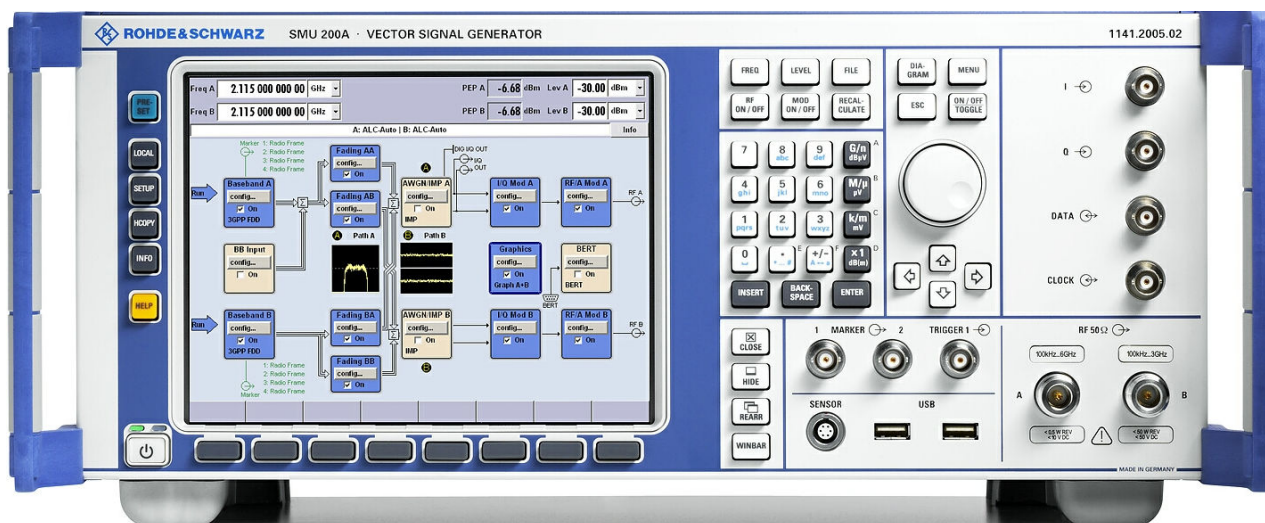 ROHDE&SCHWARZ SMU 200A · VECTOR SIGNAL GENERATOR 1141.2005.02
PRE-
SET
LOCAL
SETUP
HCOPY
INFO
HELP
Freq A 2.115 000 000 00 GHz PEP A -6.68 dBm Lev A -30.00 dBm
Freq B 2.115 000 000 00 GHz PEP B -6.68 dBm Lev B -30.00 dBm
A: ALC-Auto | B: ALC-Auto Info
Marker 1: Radio Frame
2: Radio Frame
3: Radio Frame
4: Radio Frame
Run
Baseband A
config...
On
3GPP FDD
BB Input
config...
On
Fading AA
config...
On
Fading AB
config...
On
DIG I/Q OUT
I/Q
OUT
A
AWGN/IMP A
config...
On
IMP
I/Q Mod A
config...
On
RF/A Mod A
config...
On
RF A
A Path A
B Path B
Graphics
config...
On
Graph A+B
BERT
config...
On
BERT
BERT
Run
Baseband B
config...
On
3GPP FDD
Fading BA
config...
On
Fading BB
config...
On
AWGN/IMP B
config...
On
IMP
B
I/Q Mod B
config...
On
RF/A Mod B
config...
On
RF B
1: Radio Frame
2: Radio Frame
3: Radio Frame
Marker 4: Radio Frame
FREQ LEVEL FILE
RF
ON / OFF
MOD
ON / OFF
RECAL-
CULATE
DIA-
GRAM
MENU
ESC
ON / OFF
TOGGLE
7 8 abc 9 def G/n dBµV A
4 ghi 5 jkl 6 mno M/µ µV B
1 pqrs 2 tuv 3 wxyz k/m mV C
0 . E +/- F x1 dB(m) D
INSERT
BACK-
SPACE
ENTER
I
Q
DATA
CLOCK
CLOSE
HIDE
REARR
WINBAR
1 MARKER 2 TRIGGER 1
SENSOR USB
RF 50 Ω
100kHz...6GHz 100kHz...3GHz
A B
< 0.5 W REV
< 10 V DC
< 50 W REV
< 50 V DC
MADE IN GERMANY